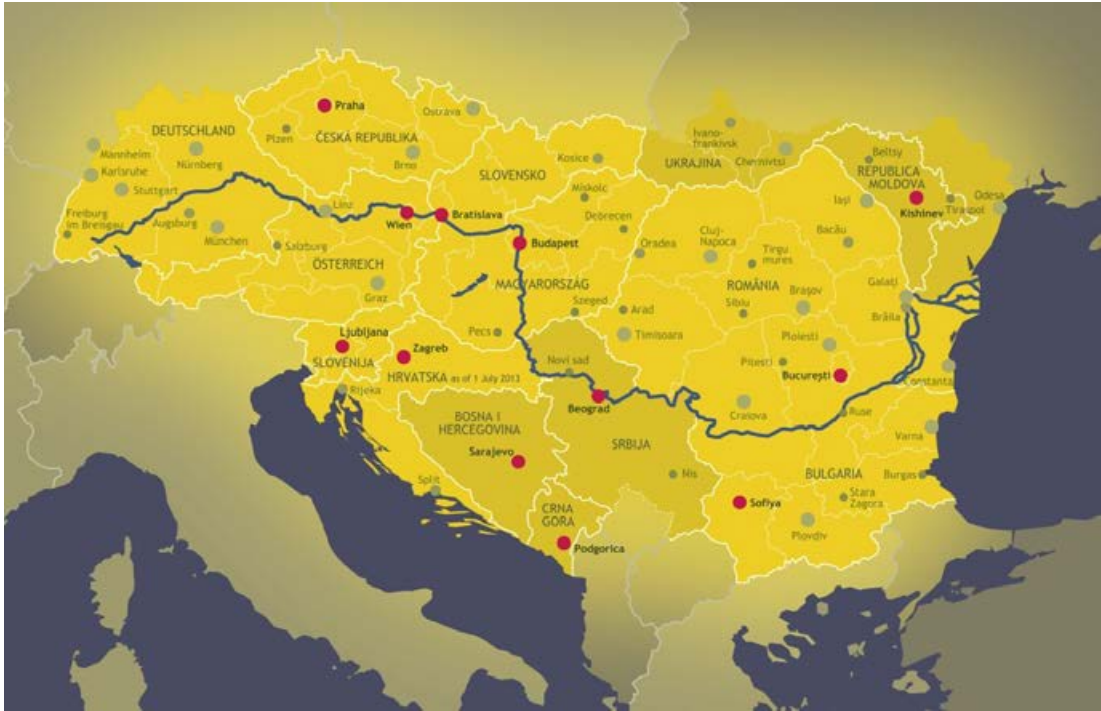 Praha
Ostrava
DEUTSCHLAND
Plzen
ČESKÁ REPUBLIKA
Nürnberg
Brno
Mannheim
Karlsruhe
Stuttgart
Freiburg
im Breisgau
Augsburg
München
Linz
Wien
Bratislava
Salzburg
ÖSTERREICH
Graz
SLOVENSKO
Kosice
Miskolc
Debrecen
Budapest
MAGYARORSZÁG
Szeged
Pecs
Ivano-
frankivsk
UKRAJINA
Chernivtsi
Beltsy
REPUBLICA
MOLDOVA
Kishinev
Tiraspol
Odesa
Iaşi
Oradea
Cluj-
Napoca
Tirgu
mures
Bacău
ROMÂNIA
Arad
Timisoara
Sibiu
Braşov
Galaţi
Brăila
Ploiesti
Pitesti
Bucureşti
Constanta
Craiova
Ljubljana
SLOVENIJA
Zagreb
HRVATSKA as of 1 July 2013
Rijeka
Novi sad
Beograd
BOSNA I
HERCEGOVINA
Sarajevo
SRBIJA
Split
Nis
CRNA
GORA
Podgorica
Ruse
Varna
BULGARIA
Burgas
Sofiya
Stara
Zagora
Plovdiv